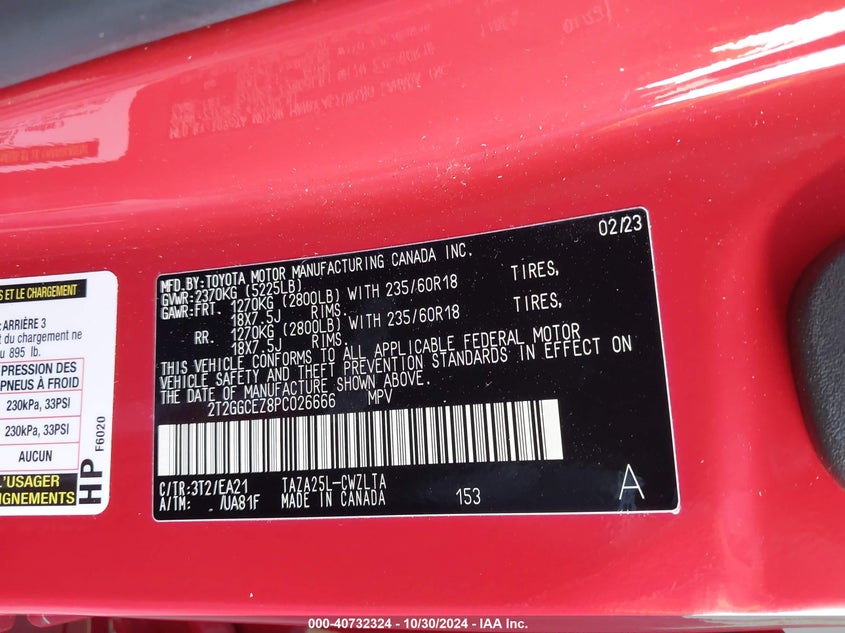 02/23
MFD.BY:TOYOTA MOTOR MANUFACTURING CANADA INC.
GVWR:2370KG (5225LB)
GAWR:FRT. 1270KG (2800LB) WITH 235/60R18 TIRES,
18X7.5J RIMS.
RR. 1270KG (2800LB) WITH 235/60R18 TIRES,
18X7.5J RIMS.
THIS VEHICLE CONFORMS TO ALL APPLICABLE FEDERAL MOTOR
VEHICLE SAFETY AND THEFT PREVENTION STANDARDS IN EFFECT ON
THE DATE OF MANUFACTURE SHOWN ABOVE.
2T2GGCEZ8PC026666 MPV
C/TR:3T2/EA21 TAZA25L-CWZLTA
A/TM: /UA81F MADE IN CANADA 153 A
S ET LE CHARGEMENT
ARRIÈRE 3
t du chargement ne
u 895 lb.
PRESSION DES
PNEUS À FROID
230kPa, 33PSI
230kPa, 33PSI
AUCUN
L'USAGER
IGNEMENTS
HP F6020
000-40732324 - 10/30/2024 - IAA Inc.